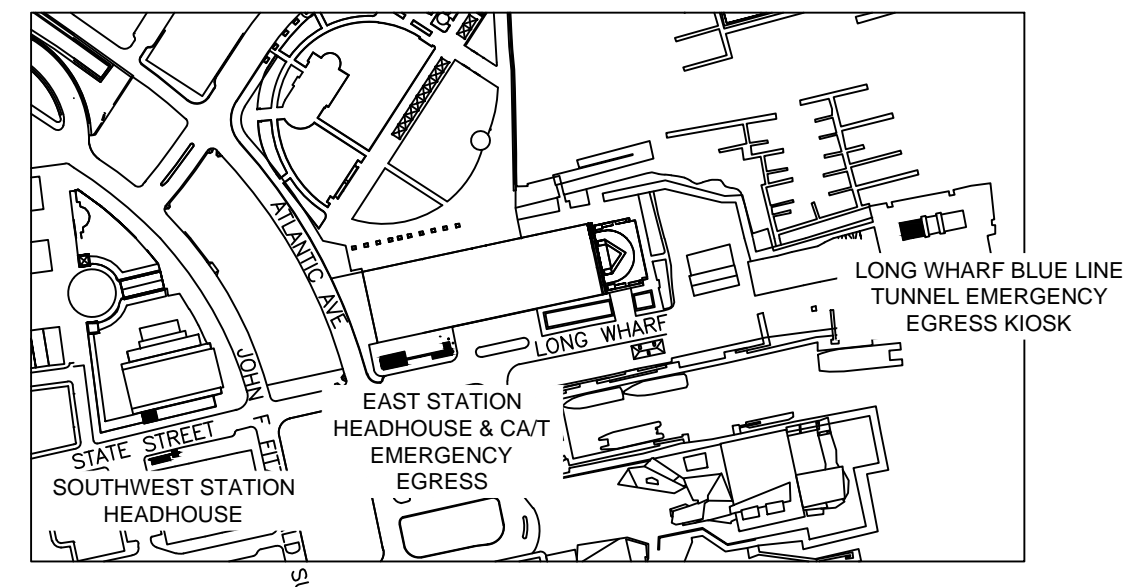 ATLANTIC AVE
LONG WHARF BLUE LINE
TUNNEL EMERGENCY
EGRESS KIOSK
LONG WHARF
JOHN F
EAST STATION
HEADHOUSE & CA/T
EMERGENCY
EGRESS
STATE STREET
SOUTHWEST STATION
HEADHOUSE